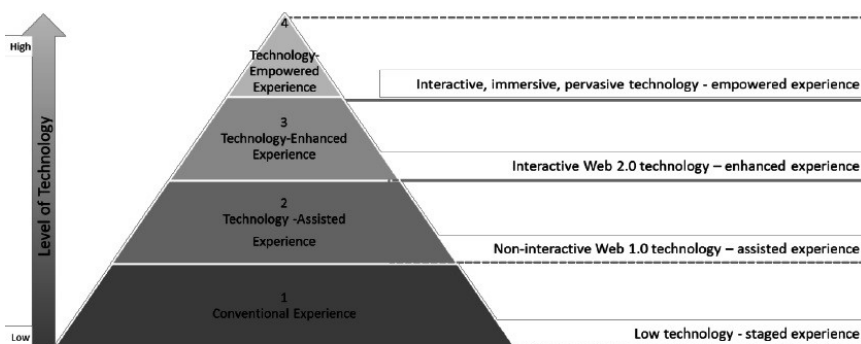 High
Level of Technology
Low
4
Technology-
Empowered
Experience
3
Technology-Enhanced
Experience
2
Technology -Assisted
Experience
1
Conventional Experience
Interactive, immersive, pervasive technology - empowered experience
Interactive Web 2.0 technology – enhanced experience
Non-interactive Web 1.0 technology – assisted experience
Low technology - staged experience